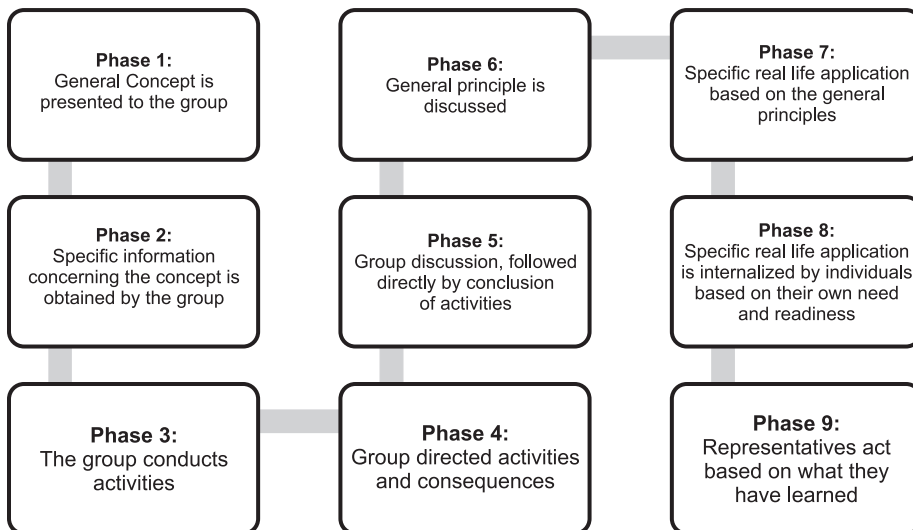 Phase 1:
General Concept is
presented to the group
Phase 2:
Specific information
concerning the concept is
obtained by the group
Phase 3:
The group conducts
activities
Phase 4:
Group directed activities
and consequences
Phase 5:
Group discussion, followed
directly by conclusion
of activities
Phase 6:
General principle is
discussed
Phase 7:
Specific real life application
based on the general
principles
Phase 8:
Specific real life application
is internalized by individuals
based on their own need
and readiness
Phase 9:
Representatives act
based on what they
have learned